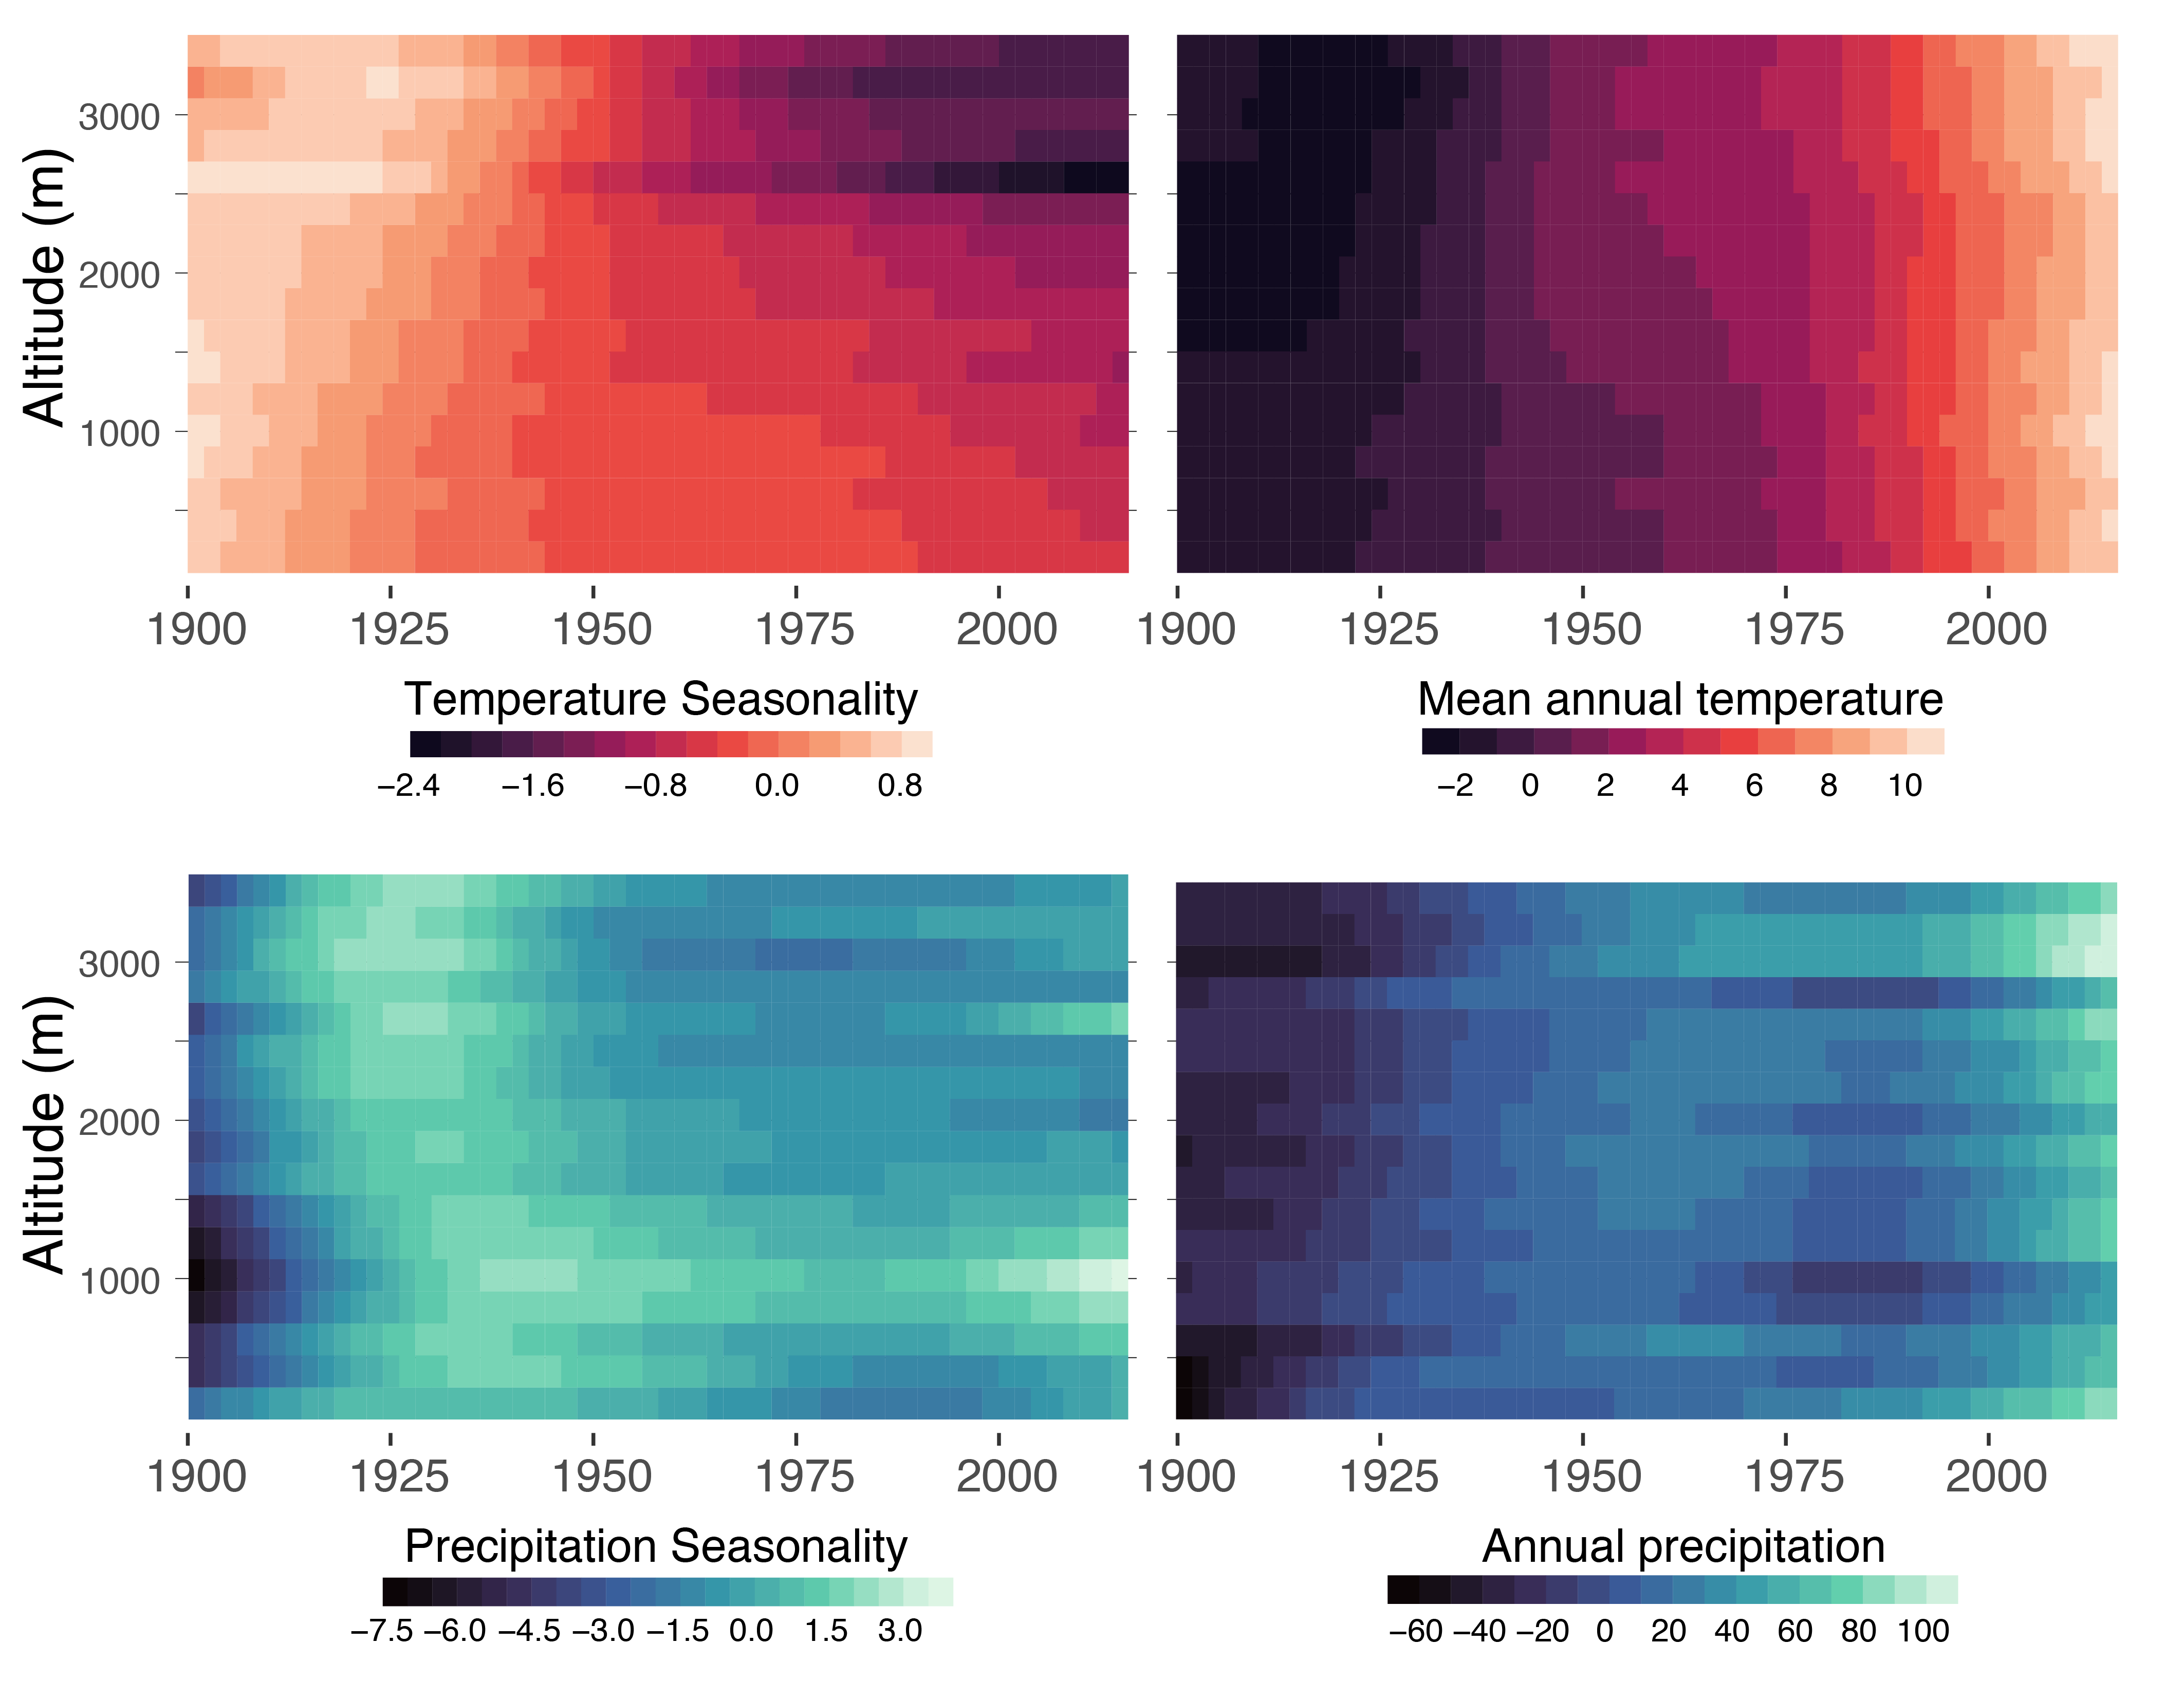 Altitude (m)
3000
2000
1000
1900 1925 1950 1975 2000
1900 1925 1950 1975 2000
Temperature Seasonality
−2.4 −1.6 −0.8 0.0 0.8
Mean annual temperature
−2 0 2 4 6 8 10
Altitude (m)
3000
2000
1000
1900 1925 1950 1975 2000
1900 1925 1950 1975 2000
Precipitation Seasonality
−7.5 −6.0 −4.5 −3.0 −1.5 0.0 1.5 3.0
Annual precipitation
−60 −40 −20 0 20 40 60 80 100